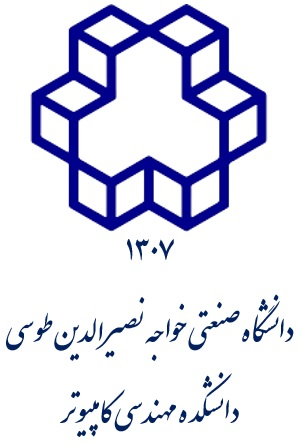 ۱۳۰۷
دانشگاه صنعتی خواجه نصیرالدین طوسی
دانشکده مهندسی کامپیوتر